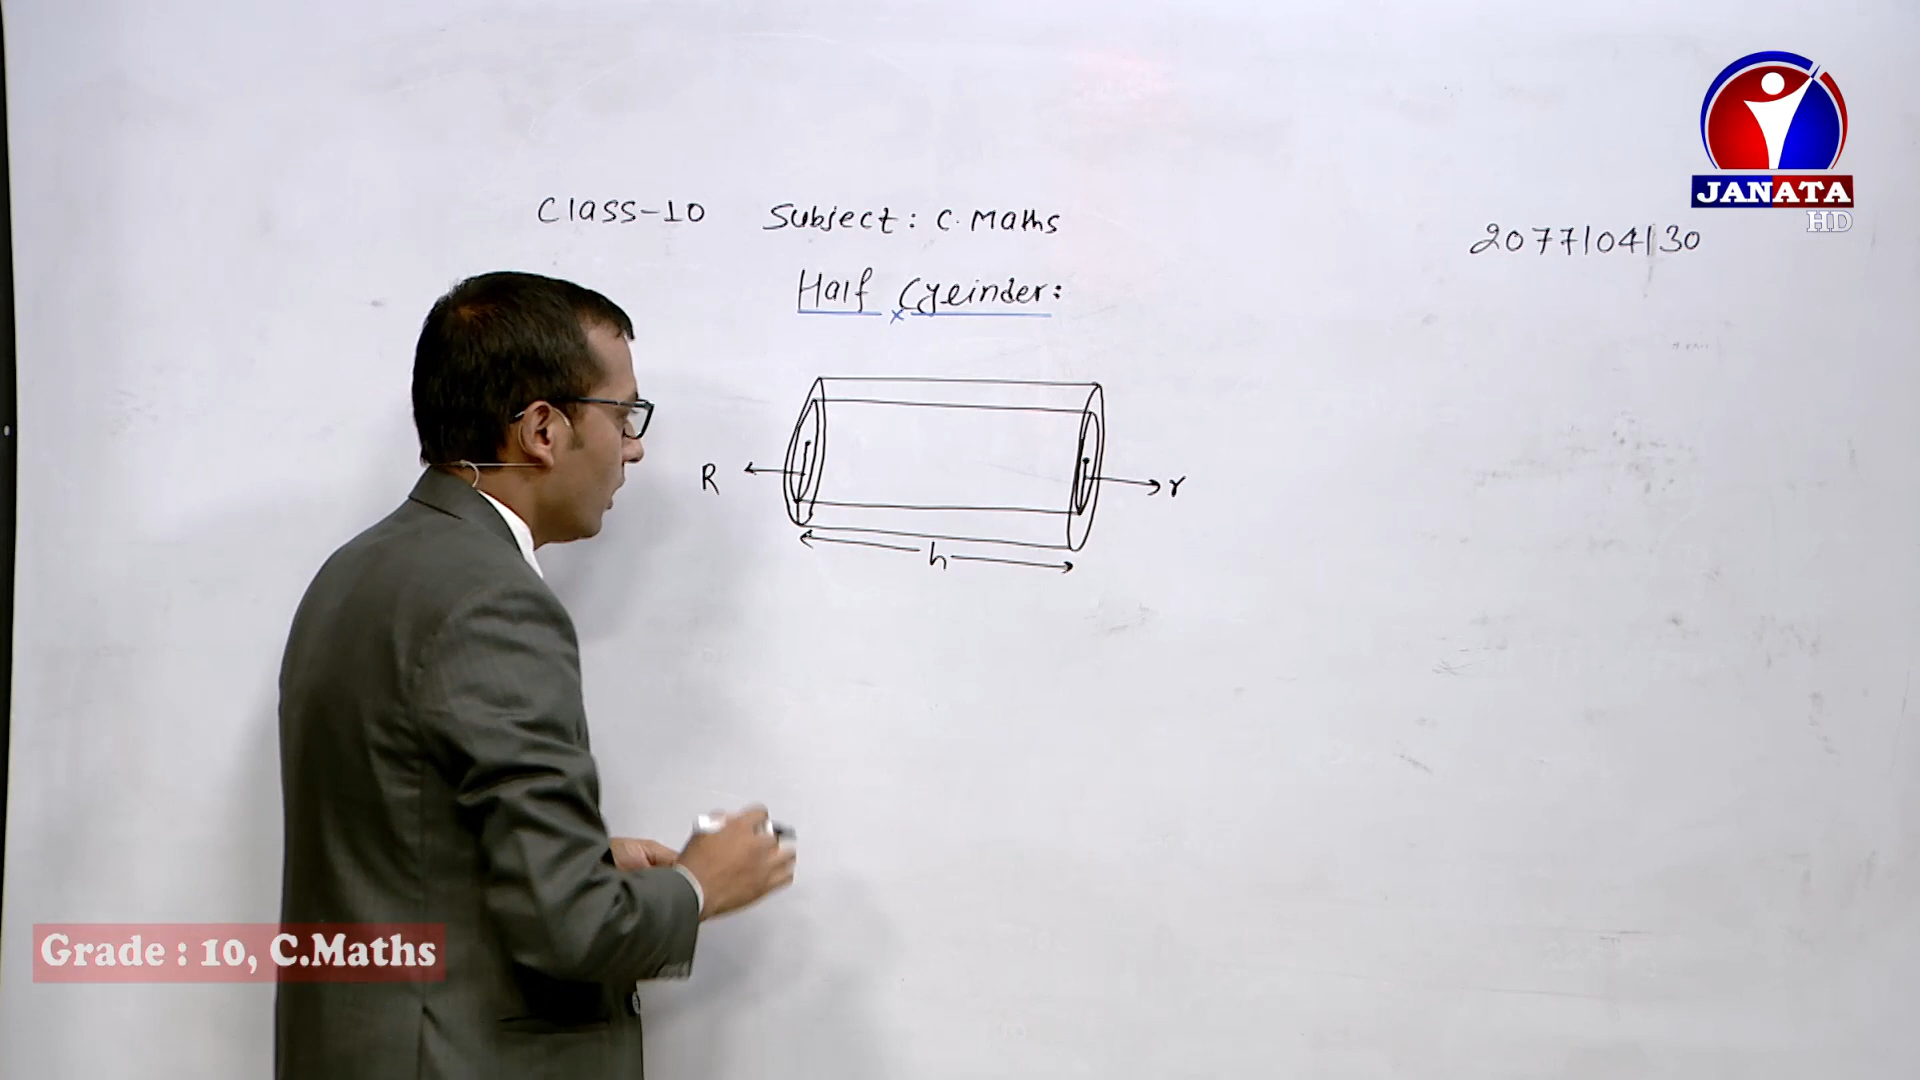 JANATA
HD
Class-10 Subject: C. Maths
2077/04/30
Half Cylinder:
R
r
h
Grade : 10, C.Maths